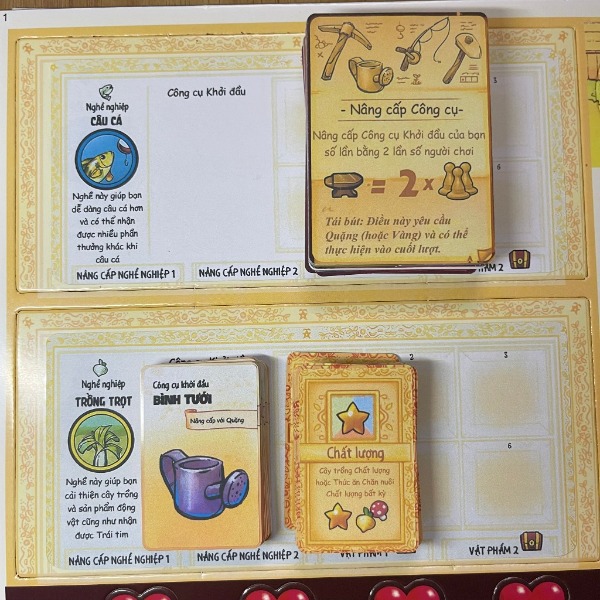 1
Nghề nghiệp
CÂU CÁ
Nghề này giúp bạn
dễ dàng câu cá hơn
và có thể nhận
được nhiều phần
thưởng khác khi
câu cá
Công cụ Khởi đầu
3
NÂNG CẤP NGHỀ NGHIỆP 1
NÂNG CẤP NGHỀ NGHIỆP 2
PHẨM 2
- Nâng cấp Công cụ -
Nâng cấp Công cụ Khởi đầu của bạn
số lần bằng 2 lần số người chơi
= 2 x
Tái bút: Điều này yêu cầu
Quặng (hoặc Vàng) và có thể
thực hiện vào cuối lượt.
Nghề nghiệp
TRỒNG TRỌT
Nghề này giúp bạn
cải thiện cây trồng
và sản phẩm động
vật cũng như nhận
được Trái tim
Công cụ khởi đầu
BÌNH TƯỚI
Nâng cấp với Quặng
Chất lượng
Cây trồng Chất lượng
hoặc Thức ăn Chăn nuôi
Chất lượng bất kỳ
2
3
6
NÂNG CẤP NGHỀ NGHIỆP 1
NÂNG CẤP NGHỀ NGHIỆP 2
VẬT PHẨM 2